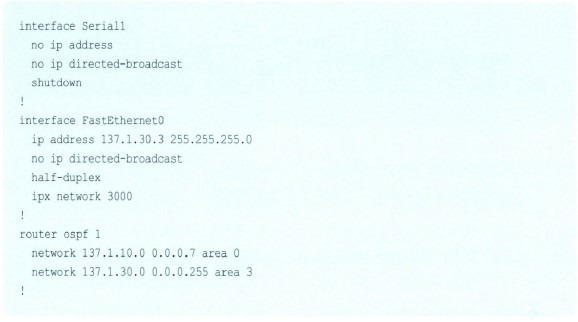 interface Serial1
  no ip address
  no ip directed-broadcast
  shutdown
!
interface FastEthernet0
  ip address 137.1.30.3 255.255.255.0
  no ip directed-broadcast
  half-duplex
  ipx network 3000
!
router ospf 1
  network 137.1.10.0 0.0.0.7 area 0
  network 137.1.30.0 0.0.0.255 area 3
!